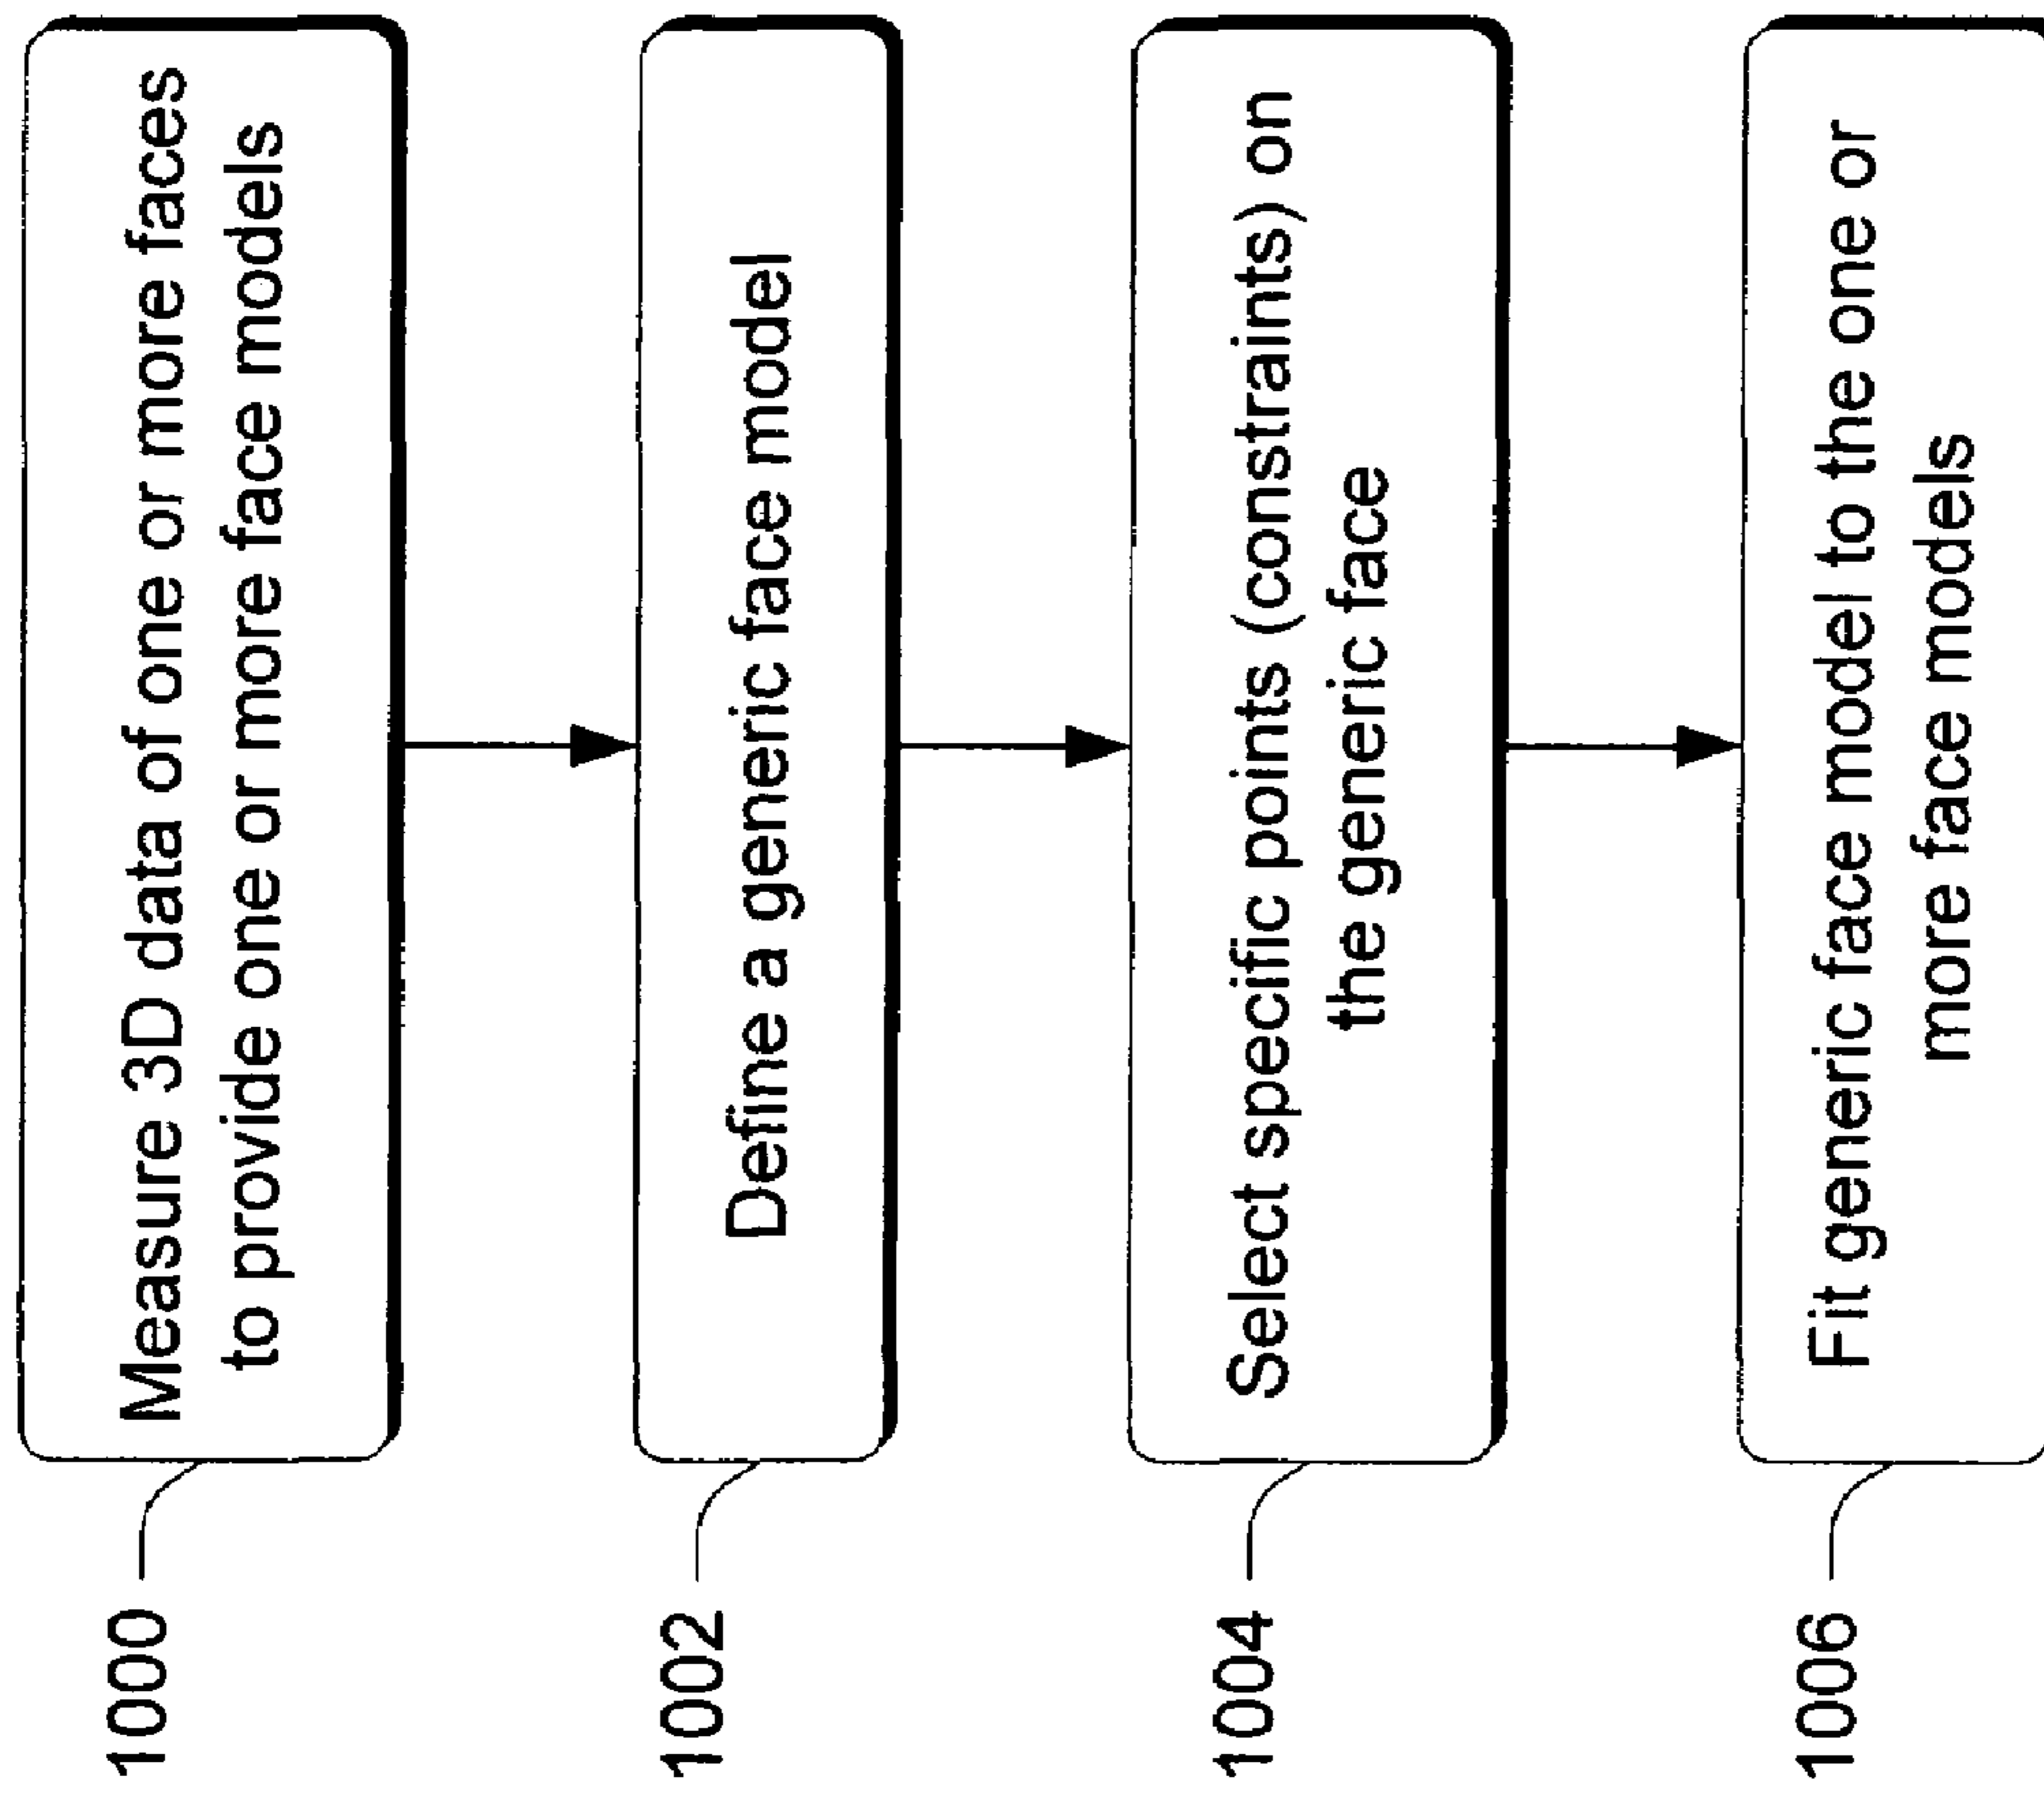 1000
Measure 3D data of one or more faces
to provide one or more face models
1002
Define a generic face model
1004
Select specific points (constraints) on
the generic face
1006
Fit generic face model to the one or
more face models